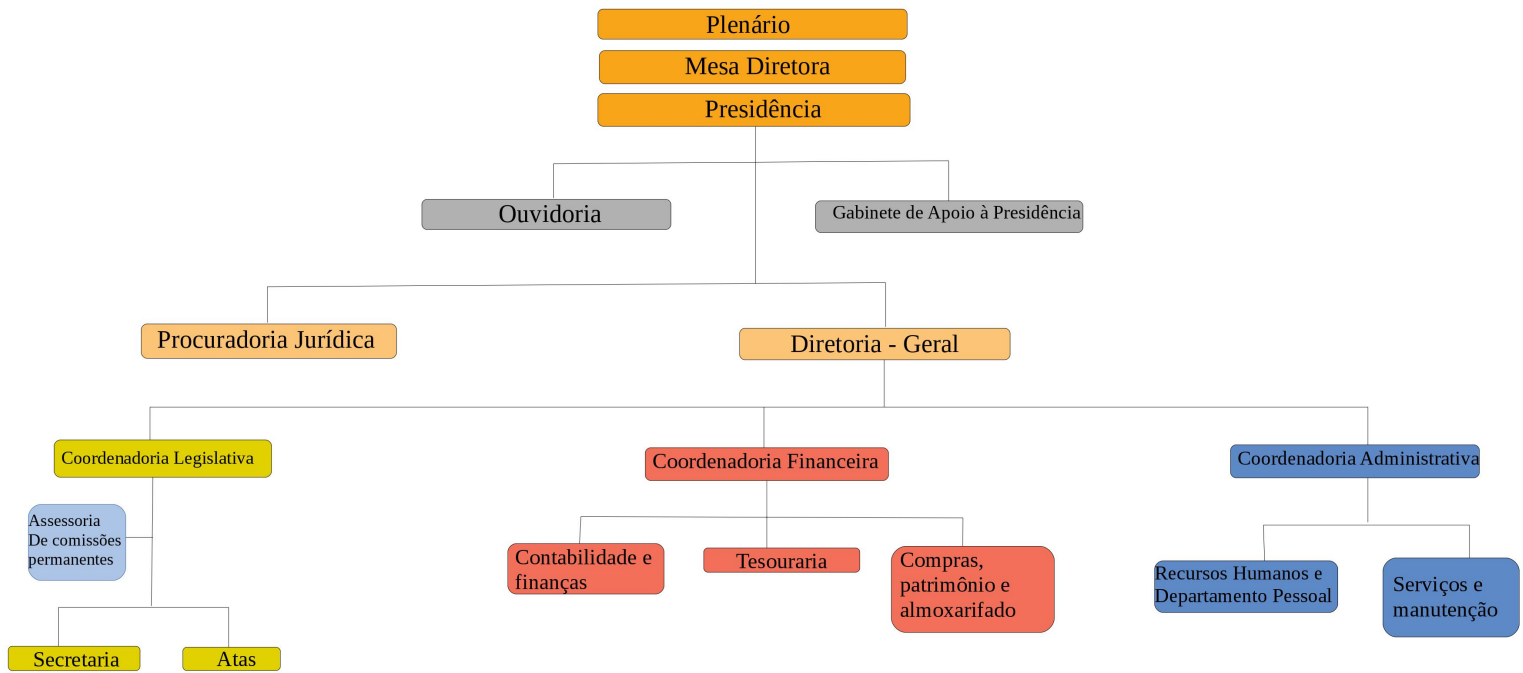 Plenário
Mesa Diretora
Presidência
Ouvidoria
Gabinete de Apoio à Presidência
Procuradoria Jurídica
Diretoria - Geral
Coordenadoria Legislativa
Coordenadoria Financeira
Coordenadoria Administrativa
Assessoria
De comissões
permanentes
Contabilidade e
finanças
Tesouraria
Compras,
patrimônio e
almoxarifado
Recursos Humanos e
Departamento Pessoal
Serviços e
manutenção
Secretaria
Atas